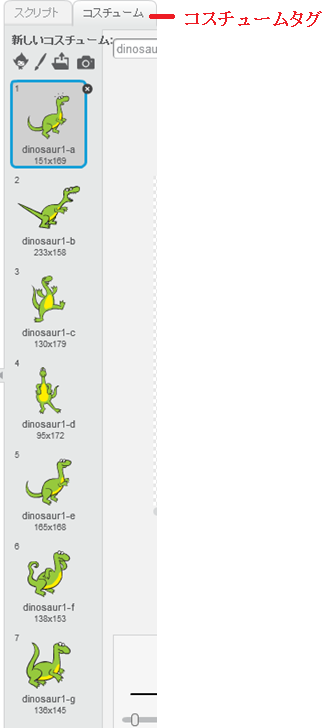 スクリプト
コスチューム
コスチュームタグ
新しいコスチューム:
dinosau
1
dinosaur1-a
151x169
2
dinosaur1-b
233x158
3
dinosaur1-c
130x179
4
dinosaur1-d
95x172
5
dinosaur1-e
165x168
6
dinosaur1-f
138x153
7
dinosaur1-g
136x145